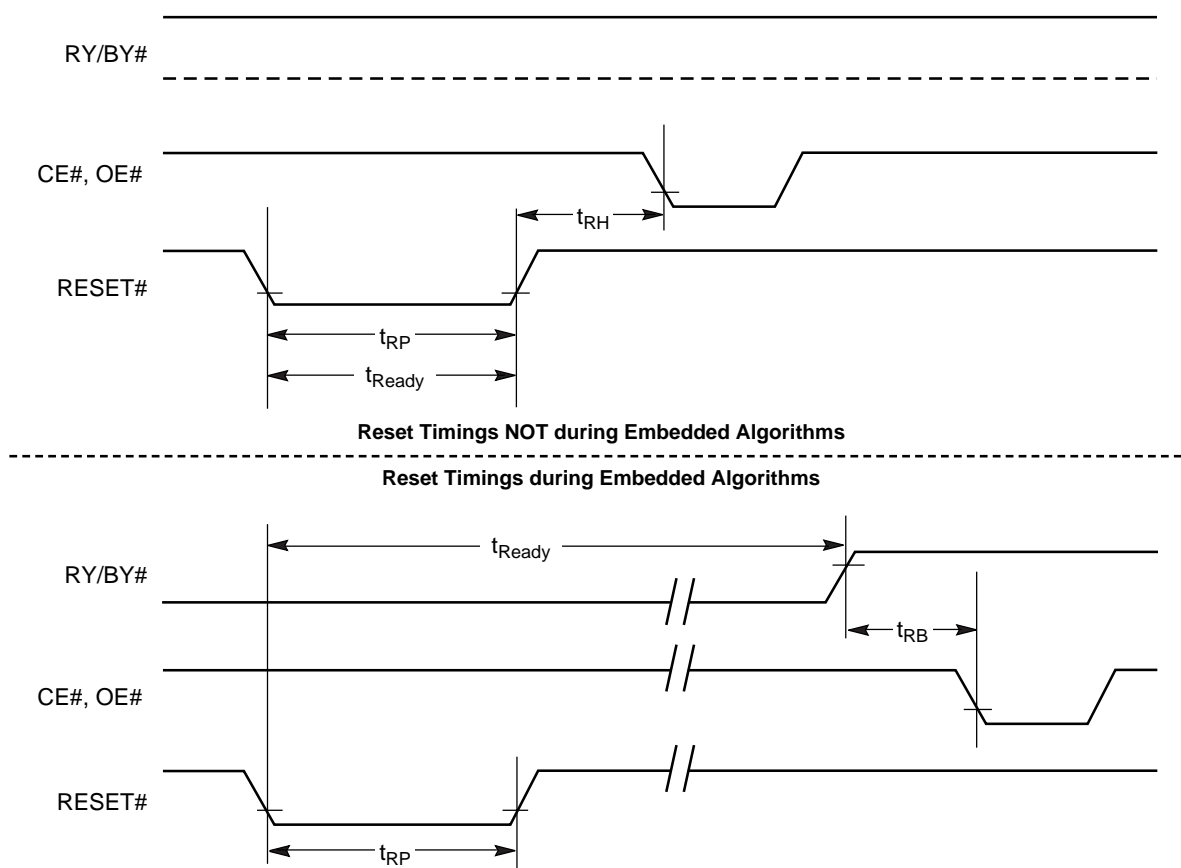 RY/BY#
CE#, OE#
tRH
RESET#
tRP
tReady
Reset Timings NOT during Embedded Algorithms
Reset Timings during Embedded Algorithms
tReady
RY/BY#
tRB
CE#, OE#
RESET#
tRP